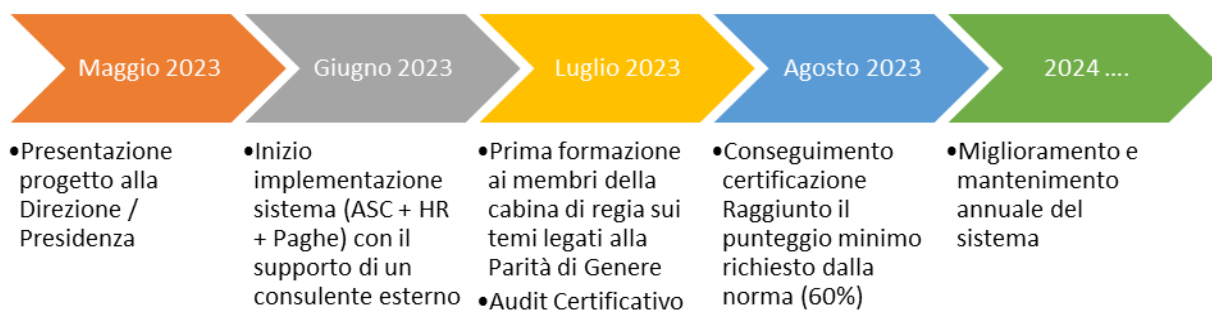 Maggio 2023
Giugno 2023
Luglio 2023
Agosto 2023
2024 ....
•Presentazione
progetto alla
Direzione /
Presidenza
•Inizio
implementazione
sistema (ASC + HR
+ Paghe) con il
supporto di un
consulente esterno
•Prima formazione
ai membri della
cabina di regia sui
temi legati alla
Parità di Genere
•Audit Certificativo
•Conseguimento
certificazione
Raggiunto il
punteggio minimo
richiesto dalla
norma (60%)
•Miglioramento e
mantenimento
annuale del
sistema